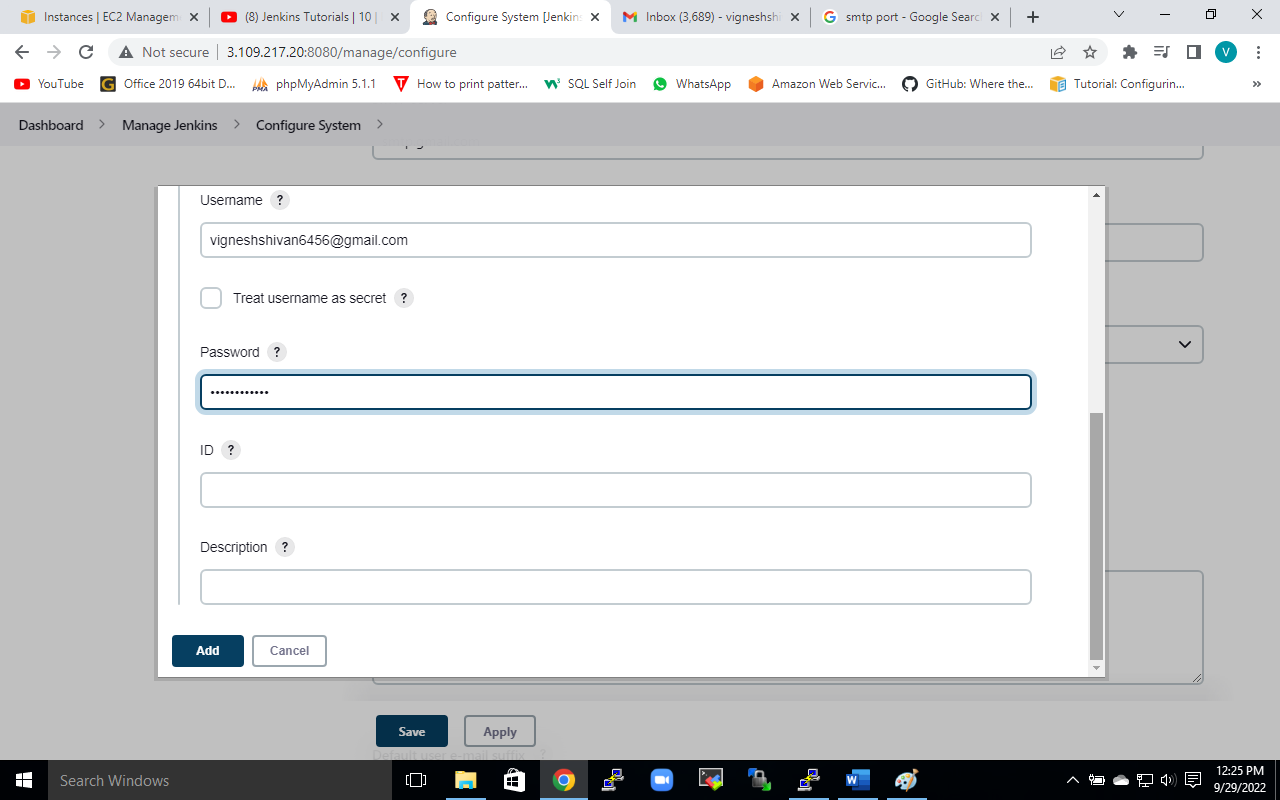 Instances | EC2 Managem
(8) Jenkins Tutorials | 10 |
Configure System [Jenkin
Inbox (3,689) - vigneshshi
smtp port - Google Searc
Not secure
3.109.217.20:8080/manage/configure
V
YouTube
Office 2019 64bit D...
phpMyAdmin 5.1.1
How to print patter...
SQL Self Join
WhatsApp
Amazon Web Servic...
GitHub: Where the...
Tutorial: Configurin...
»
Dashboard
Manage Jenkins
Configure System
Username ?
vigneshshivan6456@gmail.com
Treat username as secret ?
Password ?
••••••••••••
ID ?
Description ?
Add
Cancel
Save
Apply
Default user e-mail suffix ?
Search Windows
12:25 PM
9/29/2022